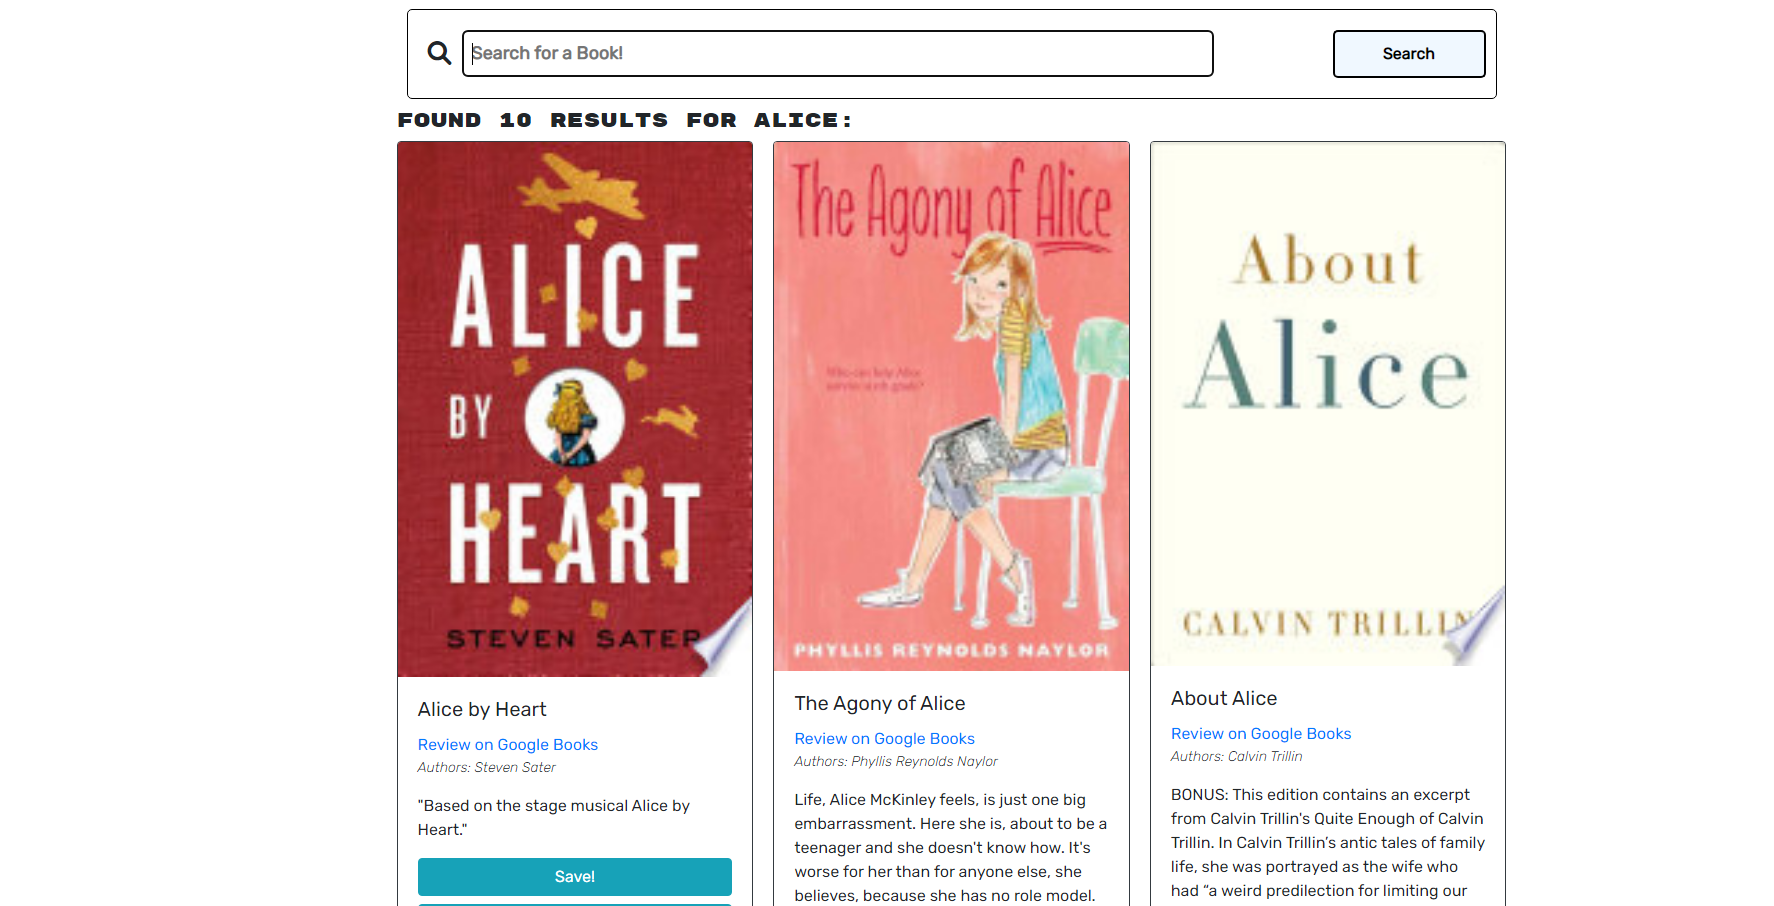 Search for a Book!
Search
FOUND 10 RESULTS FOR ALICE:
ALICE
BY
HEART
STEVEN SATER
Alice by Heart
Review on Google Books
Authors: Steven Sater
"Based on the stage musical Alice by
Heart."
Save!
The Agony of Alice
Who can help Alice
survive sixth grade?
PHYLLIS REYNOLDS NAYLOR
The Agony of Alice
Review on Google Books
Authors: Phyllis Reynolds Naylor
Life, Alice McKinley feels, is just one big
embarrassment. Here she is, about to be a
teenager and she doesn't know how. It's
worse for her than for anyone else, she
believes, because she has no role model.
About
Alice
CALVIN TRILLIN
About Alice
Review on Google Books
Authors: Calvin Trillin
BONUS: This edition contains an excerpt
from Calvin Trillin's Quite Enough of Calvin
Trillin. In Calvin Trillin’s antic tales of family
life, she was portrayed as the wife who
had “a weird predilection for limiting our